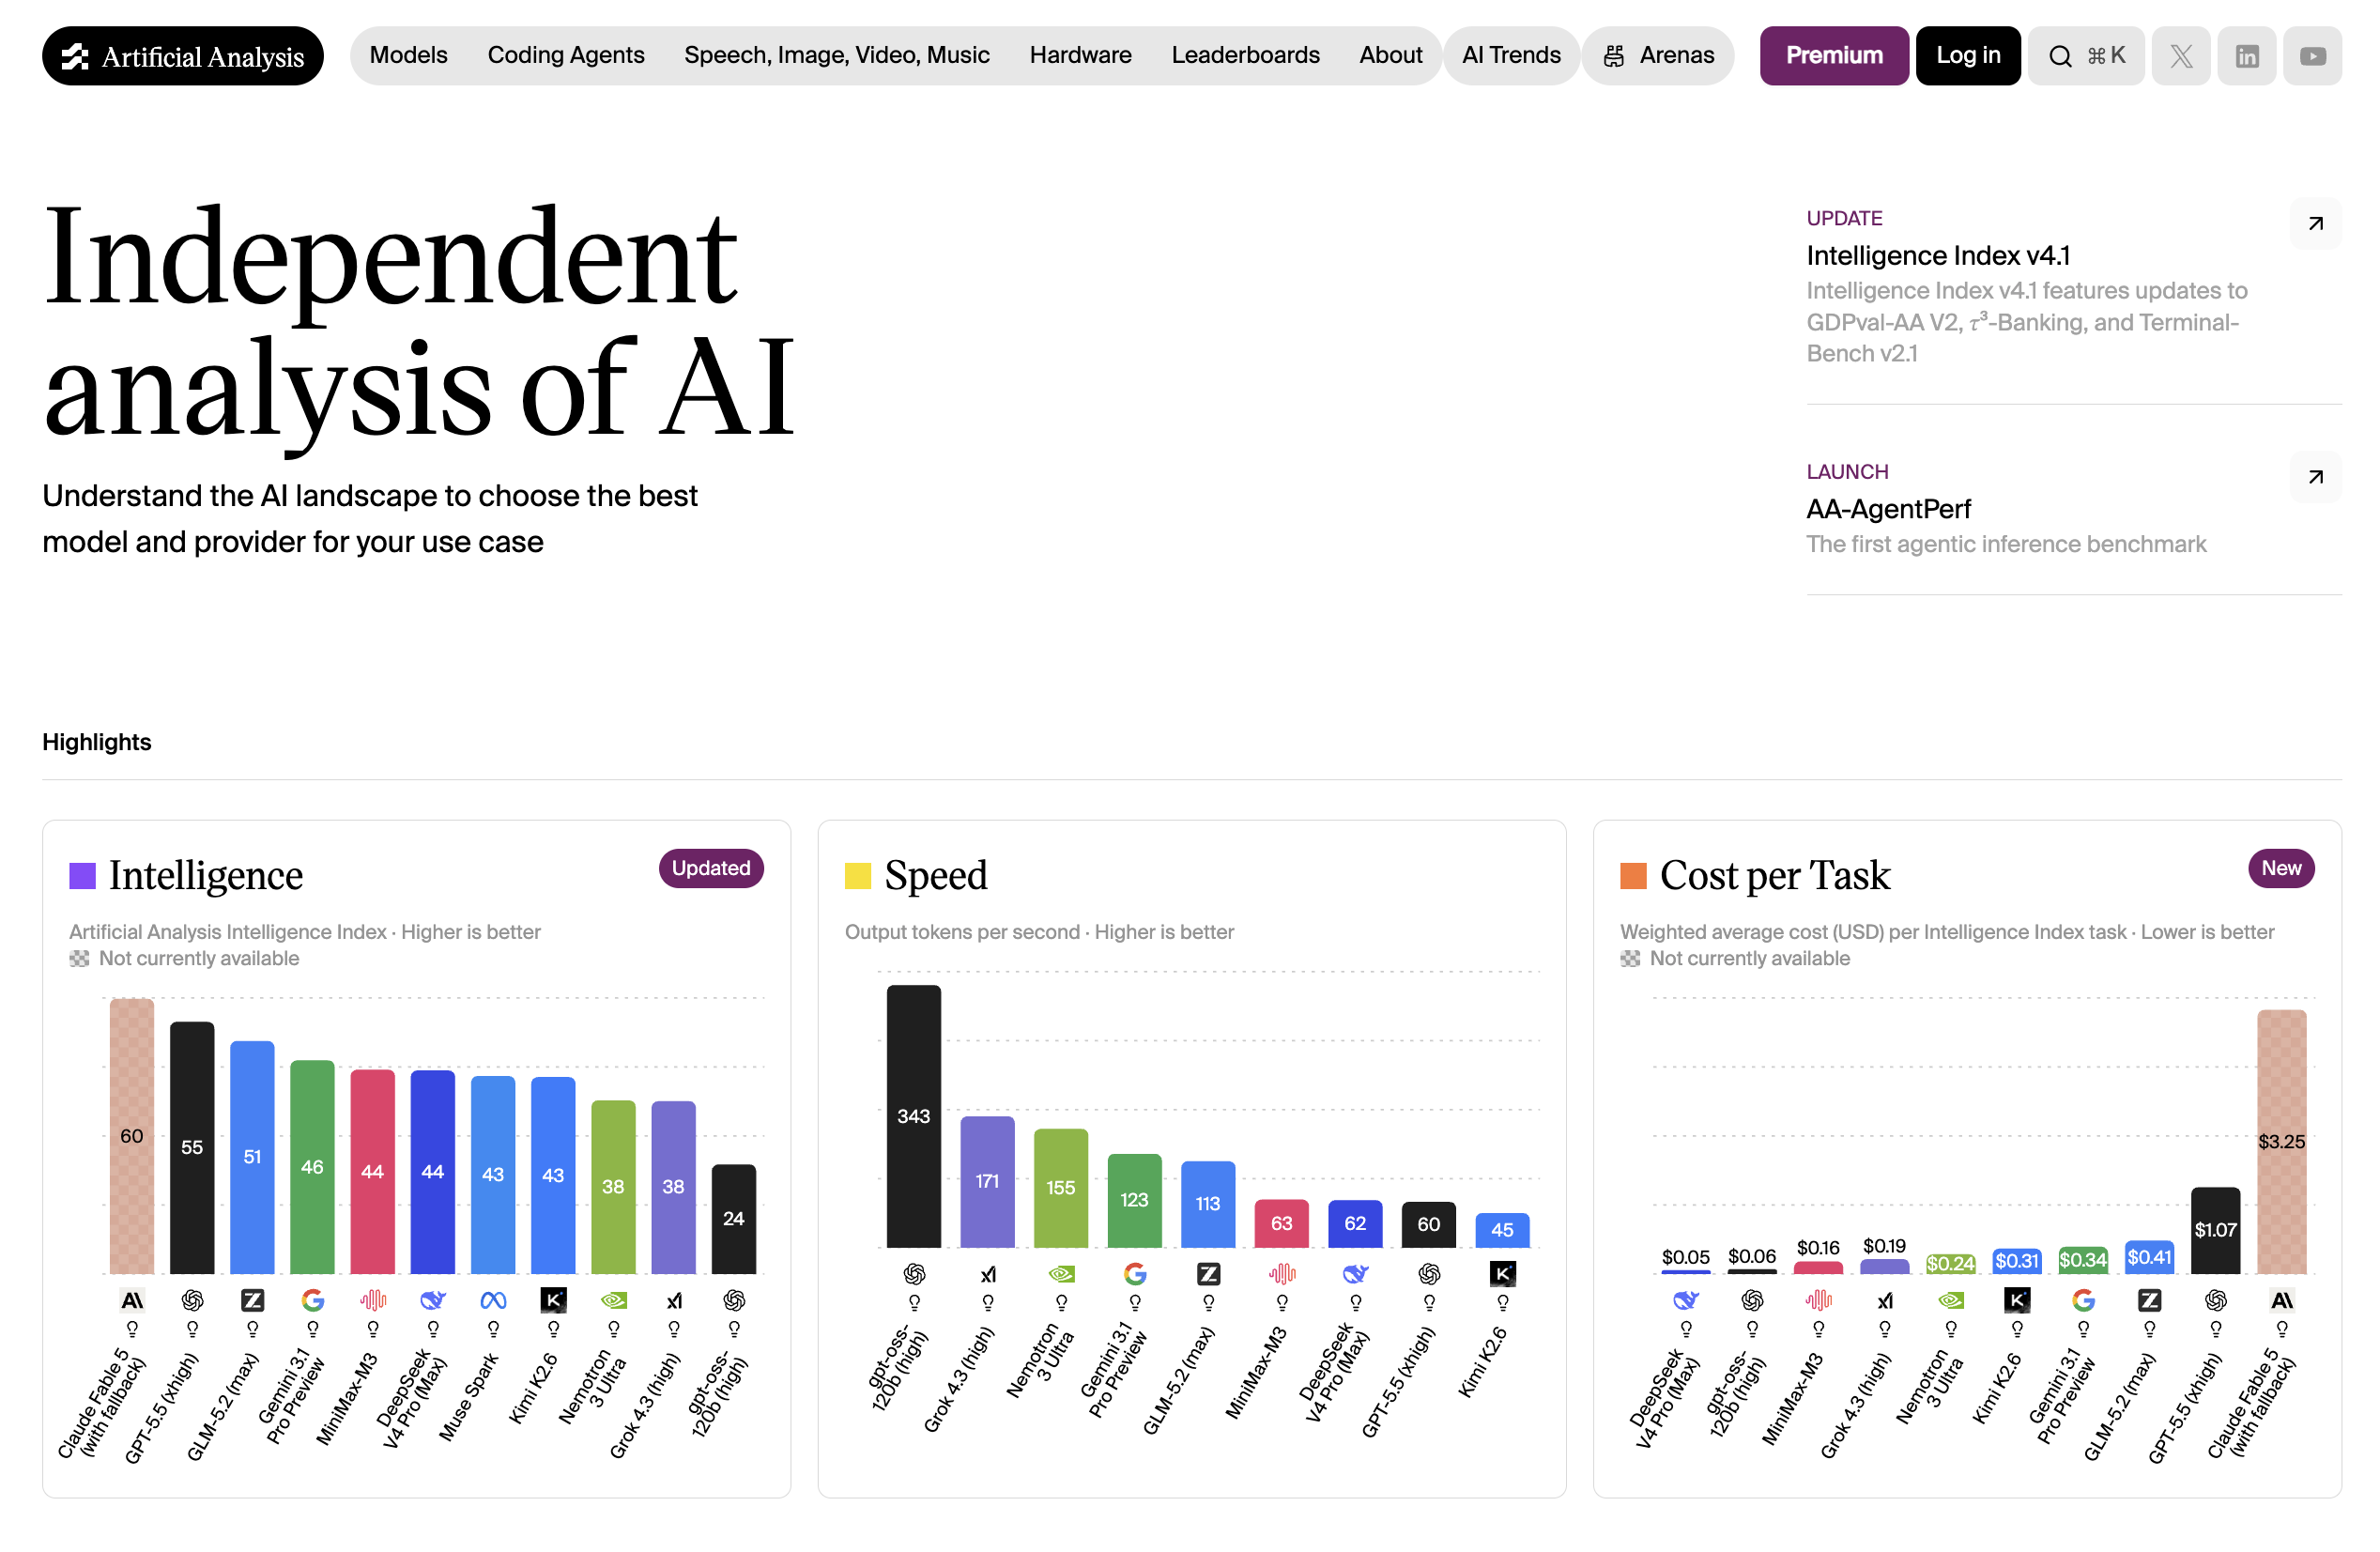 Artificial Analysis
Models
Coding Agents
Speech, Image, Video, Music
Hardware
Leaderboards
About
AI Trends
Arenas
Premium
Log in
⌘K
Independent
analysis of AI
Understand the AI landscape to choose the best
model and provider for your use case
UPDATE
Intelligence Index v4.1
Intelligence Index v4.1 features updates to
GDPval-AA V2, τ³-Banking, and Terminal-
Bench v2.1
LAUNCH
AA-AgentPerf
The first agentic inference benchmark
Highlights
Intelligence
Updated
Artificial Analysis Intelligence Index · Higher is better
Not currently available
60
55
51
46
44
44
43
43
38
38
24
Claude Fable 5
(with fallback)
GPT-5.5 (xhigh)
GLM-5.2 (max)
Gemini 3.1
Pro Preview
MiniMax-M3
DeepSeek
V4 Pro (Max)
Muse Spark
Kimi K2.6
Nemotron
3 Ultra
Grok 4.3 (high)
gpt-oss-
120b (high)
Speed
Output tokens per second · Higher is better
343
171
155
123
113
63
62
60
45
gpt-oss-
120b (high)
Grok 4.3 (high)
Nemotron
3 Ultra
Gemini 3.1
Pro Preview
GLM-5.2 (max)
MiniMax-M3
DeepSeek
V4 Pro (Max)
GPT-5.5 (xhigh)
Kimi K2.6
Cost per Task
New
Weighted average cost (USD) per Intelligence Index task · Lower is better
Not currently available
$0.05
$0.06
$0.16
$0.19
$0.24
$0.31
$0.34
$0.41
$1.07
$3.25
DeepSeek
V4 Pro (Max)
gpt-oss-
120b (high)
MiniMax-M3
Grok 4.3 (high)
Nemotron
3 Ultra
Kimi K2.6
Gemini 3.1
Pro Preview
GLM-5.2 (max)
GPT-5.5 (xhigh)
Claude Fable 5
(with fallback)